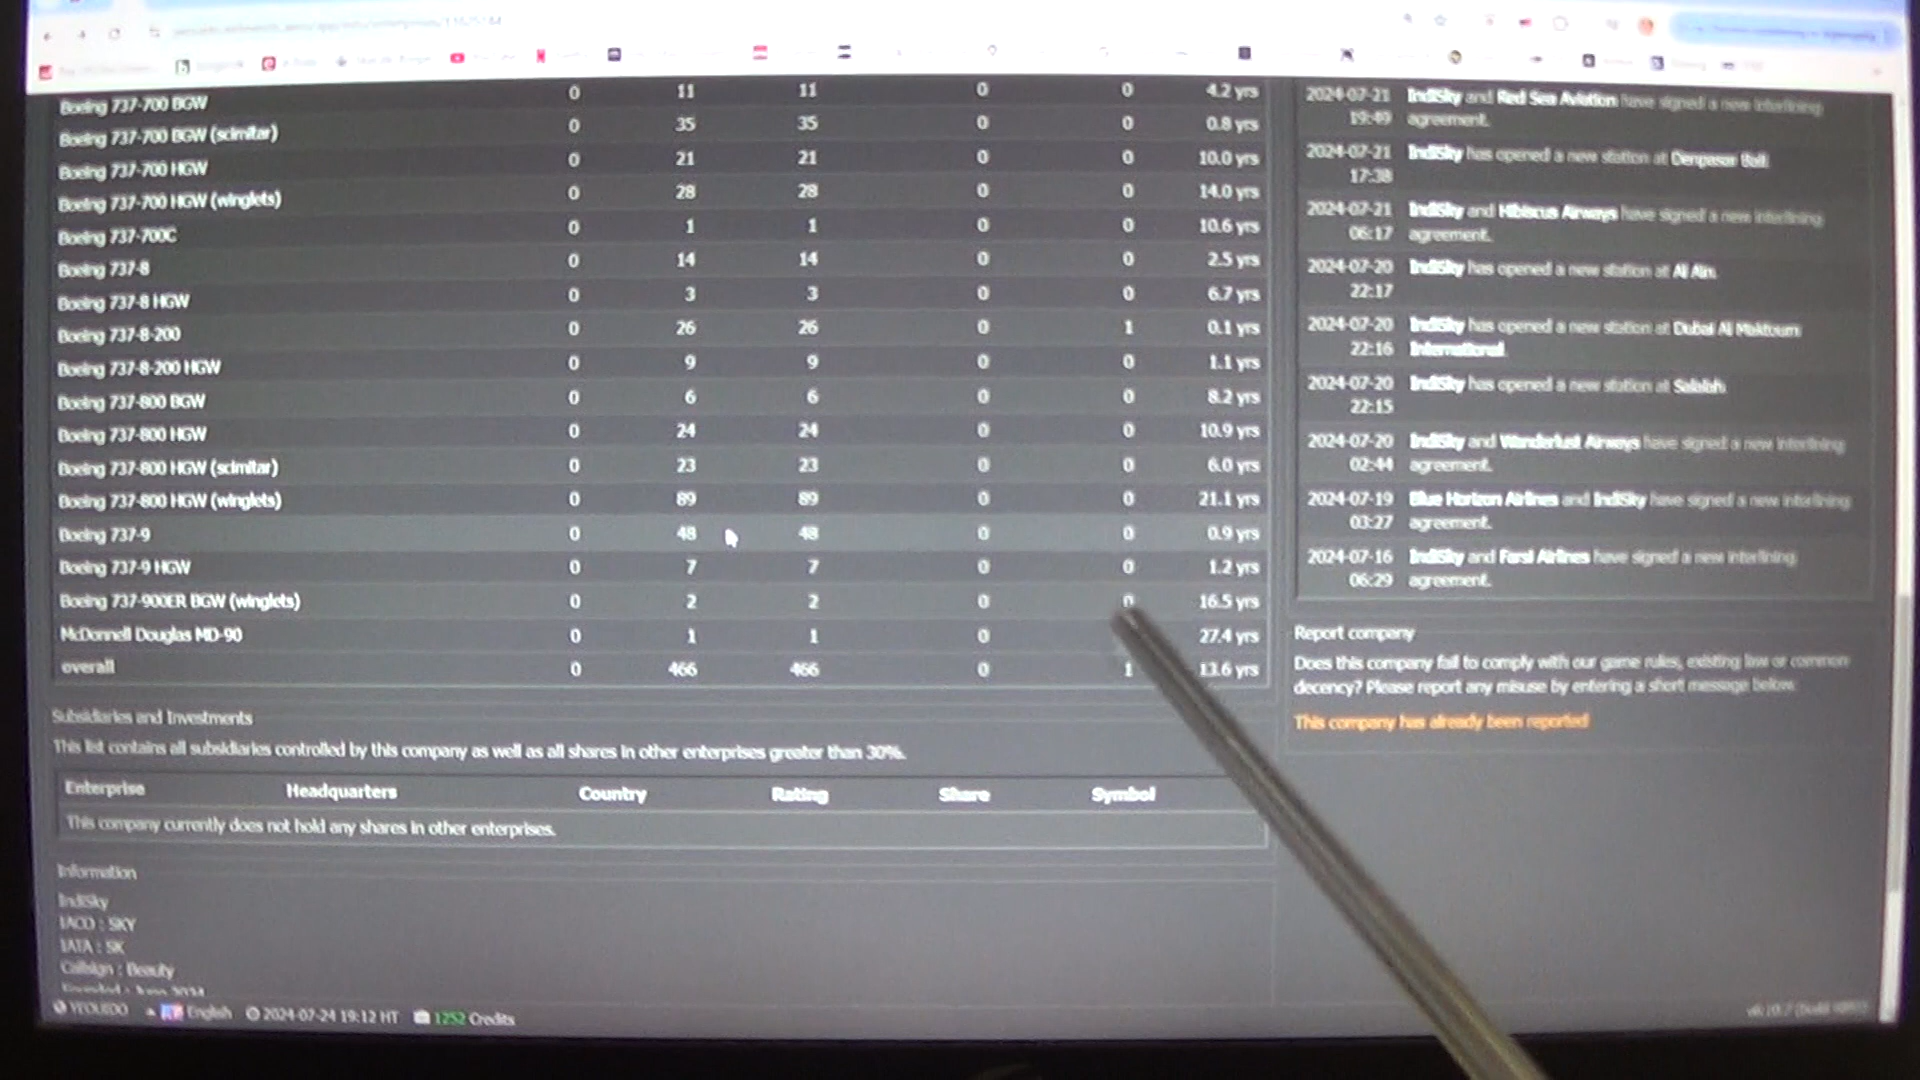 Boeing 737-700 BGW 0 11 11 0 0 4.2 yrs
Boeing 737-700 BGW (scimitar) 0 35 35 0 0 0.8 yrs
Boeing 737-700 HGW 0 21 21 0 0 10.0 yrs
Boeing 737-700 HGW (winglets) 0 28 28 0 0 14.0 yrs
Boeing 737-700C 0 1 1 0 0 10.6 yrs
Boeing 737-8 0 14 14 0 0 2.5 yrs
Boeing 737-8 HGW 0 3 3 0 0 6.7 yrs
Boeing 737-8-200 0 26 26 0 1 0.1 yrs
Boeing 737-8-200 HGW 0 9 9 0 0 1.1 yrs
Boeing 737-800 BGW 0 6 6 0 0 8.2 yrs
Boeing 737-800 HGW 0 24 24 0 0 10.9 yrs
Boeing 737-800 HGW (scimitar) 0 23 23 0 0 6.0 yrs
Boeing 737-800 HGW (winglets) 0 89 89 0 0 21.1 yrs
Boeing 737-9 0 48 48 0 0 0.9 yrs
Boeing 737-9 HGW 0 7 7 0 0 1.2 yrs
Boeing 737-900ER BGW (winglets) 0 2 2 0 0 16.5 yrs
McDonnell Douglas MD-90 0 1 1 0 27.4 yrs
overall 0 466 466 0 1 13.6 yrs
Subsidiaries and Investments
This list contains all subsidiaries controlled by this company as well as all shares in other enterprises greater than 30%.
Enterprise Headquarters Country Rating Share Symbol
This company currently does not hold any shares in other enterprises.
Information
IndiSky
IACO : SKY
IATA : SK
Callsign : Beauty
Founded : June 2024
2024-07-21 IndiSky and Red Sea Aviation have signed a new interlining
19:49 agreement.
2024-07-21 IndiSky has opened a new station at Denpasar Bali.
17:38
2024-07-21 IndiSky and Hibiscus Airways have signed a new interlining
06:17 agreement.
2024-07-20 IndiSky has opened a new station at Al Ain.
22:17
2024-07-20 IndiSky has opened a new station at Dubai Al Maktoum
22:16 International.
2024-07-20 IndiSky has opened a new station at Salalah.
22:15
2024-07-20 IndiSky and Wanderlust Airways have signed a new interlining
02:44 agreement.
2024-07-19 Blue Horizon Airlines and IndiSky have signed a new interlining
03:27 agreement.
2024-07-16 IndiSky and Farsi Airlines have signed a new interlining
06:29 agreement.
Report company
Does this company fail to comply with our game rules, existing law or common
decency? Please report any misuse by entering a short message below.
This company has already been reported
YEOUIDO English 2024-07-24 19:12 HT 1252 Credits